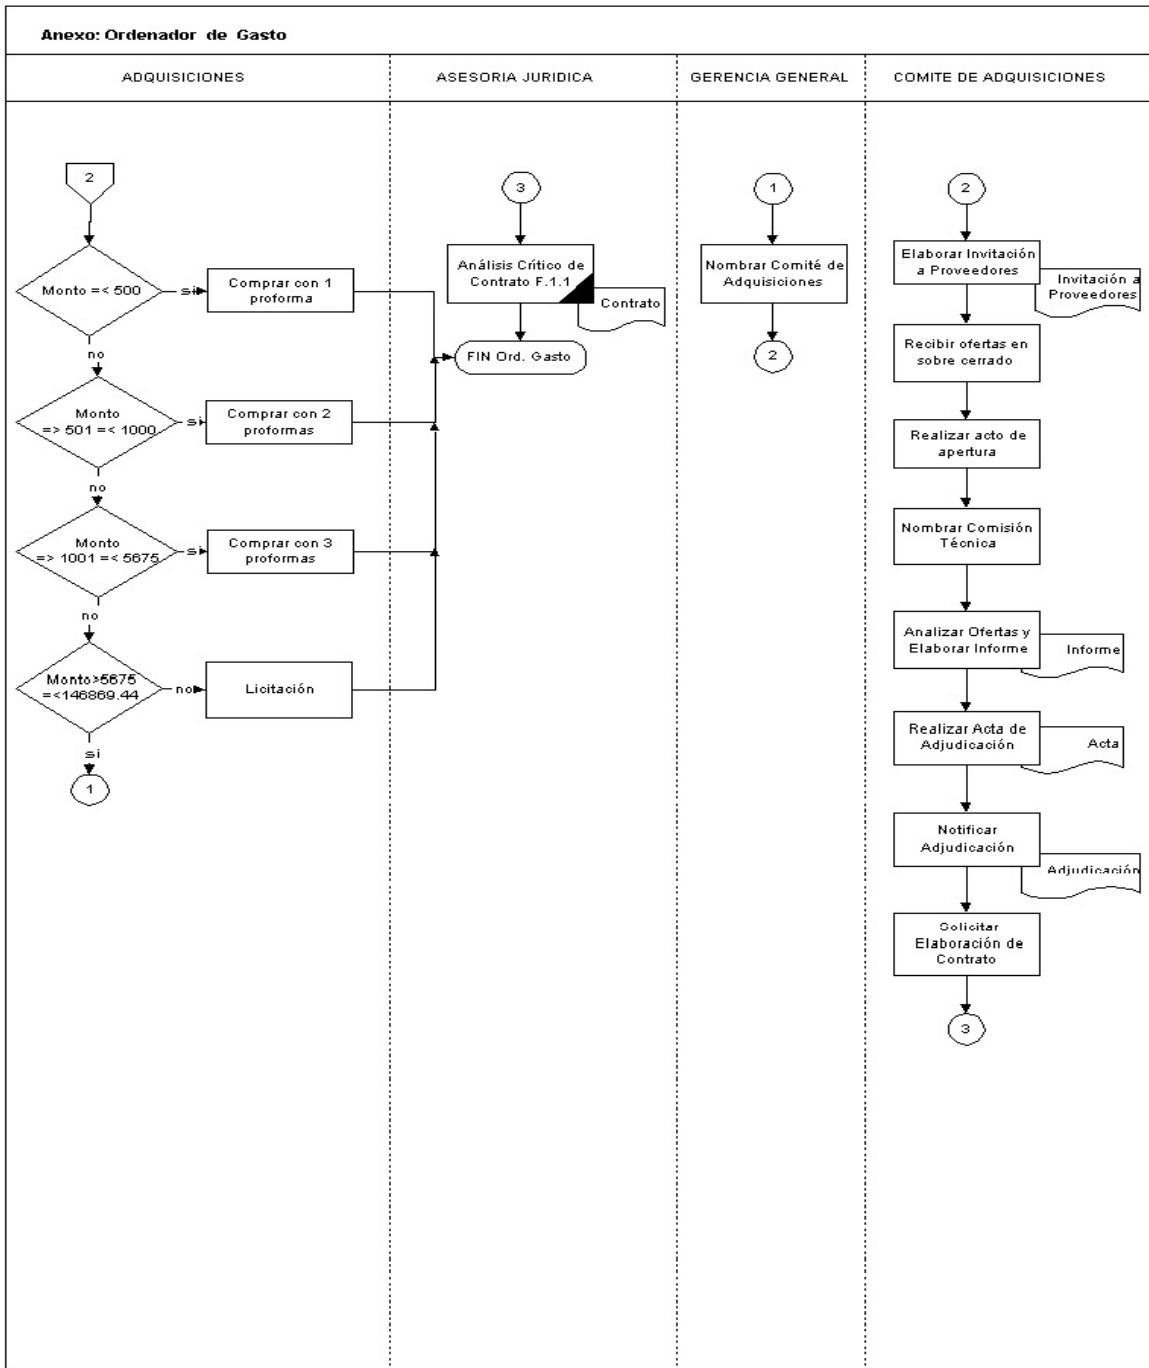 Anexo: Ordenador de Gasto
ADQUISICIONES
ASESORIA JURIDICA
GERENCIA GENERAL
COMITE DE ADQUISICIONES
2
Monto =< 500
si
Comprar con 1
proforma
no
Monto
=> 501 =< 1000
si
Comprar con 2
proformas
no
Monto
=> 1001 =< 5675
si
Comprar con 3
proformas
no
Monto>5675
=<146869.44
no
Licitación
si
1
3
Análisis Crítico de
Contrato F.1.1
Contrato
FIN Ord. Gasto
1
Nombrar Comité de
Adquisiciones
2
2
Elaborar Invitación
a Proveedores
Invitación a
Proveedores
Recibir ofertas en
sobre cerrado
Realizar acto de
apertura
Nombrar Comisión
Técnica
Analizar Ofertas y
Elaborar Informe
Informe
Realizar Acta de
Adjudicación
Acta
Notificar
Adjudicación
Adjudicación
Solicitar
Elaboración de
Contrato
3